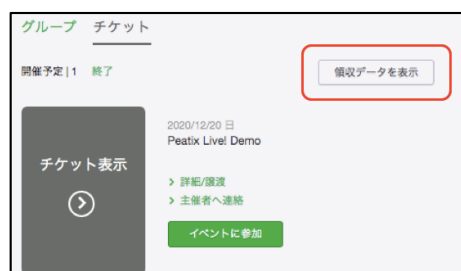 グループ チケット
開催予定|1 終了
領収データを表示
チケット表示
2020/12/20 日
Peatix Live! Demo
> 詳細/譲渡
> 主催者へ連絡
イベントに参加